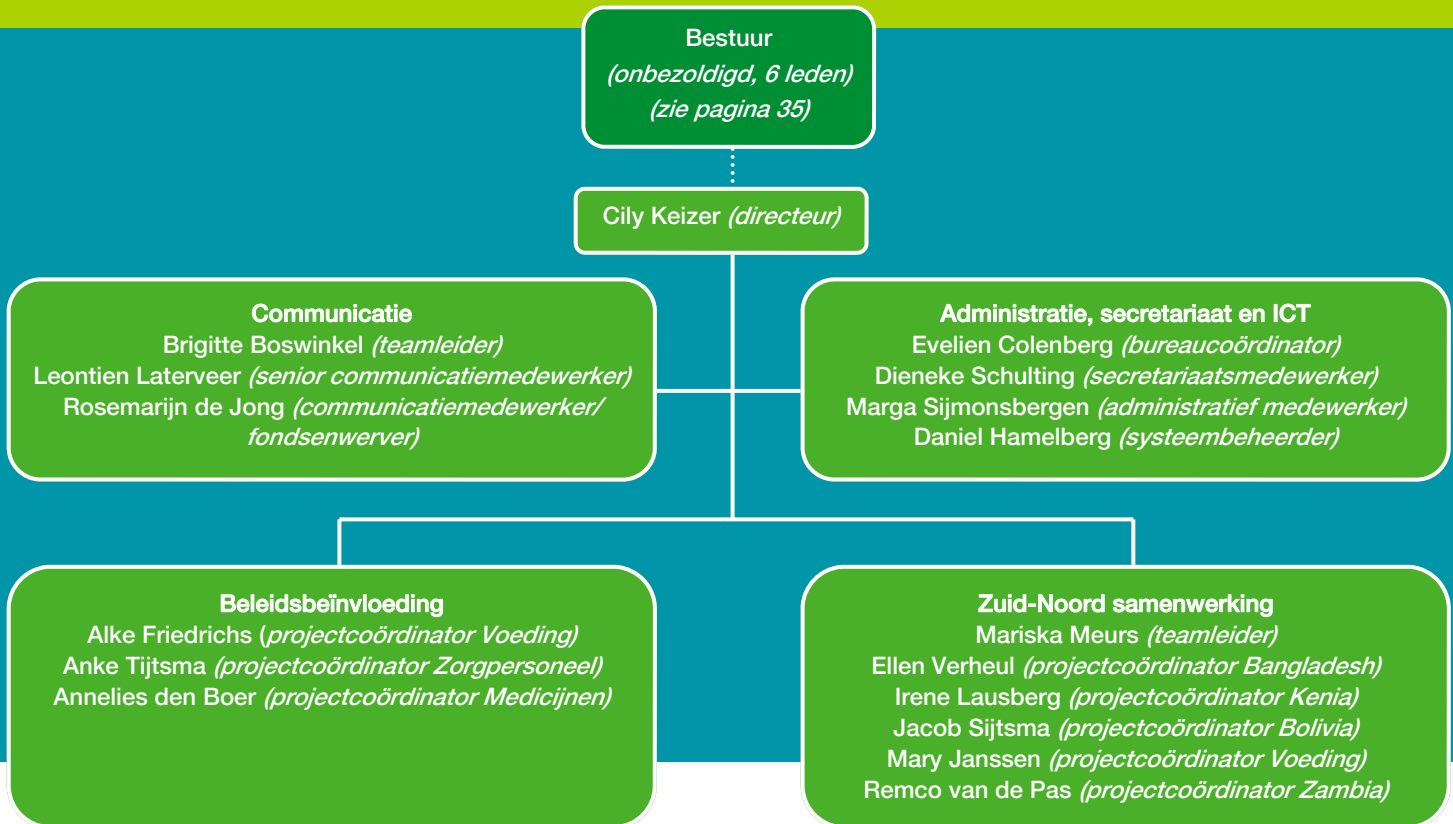 Bestuur
(onbezoldigd, 6 leden)
(zie pagina 35)
Cily Keizer (directeur)
Communicatie
Brigitte Boswinkel (teamleider)
Leontien Laterveer (senior communicatiemedewerker)
Rosemarijn de Jong (communicatiemedewerker/
fondsenwerver)
Administratie, secretariaat en ICT
Evelien Colenberg (bureaucoördinator)
Dieneke Schulting (secretariaatsmedewerker)
Marga Sijmonsbergen (administratief medewerker)
Daniel Hamelberg (systeembeheerder)
Beleidsbeïnvloeding
Alke Friedrichs (projectcoördinator Voeding)
Anke Tijtsma (projectcoördinator Zorgpersoneel)
Annelies den Boer (projectcoördinator Medicijnen)
Zuid-Noord samenwerking
Mariska Meurs (teamleider)
Ellen Verheul (projectcoördinator Bangladesh)
Irene Lausberg (projectcoördinator Kenia)
Jacob Sijtsma (projectcoördinator Bolivia)
Mary Janssen (projectcoördinator Voeding)
Remco van de Pas (projectcoördinator Zambia)